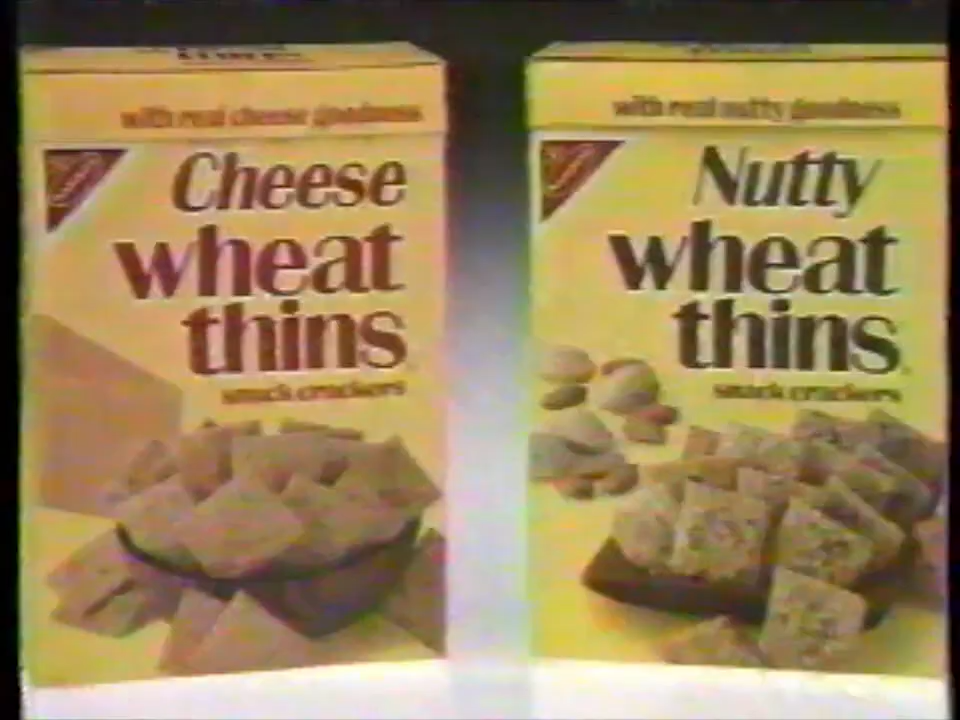 with real cheese goodness
Cheese
wheat
thins
snack crackers
with real nutty goodness
Nutty
wheat
thins
snack crackers